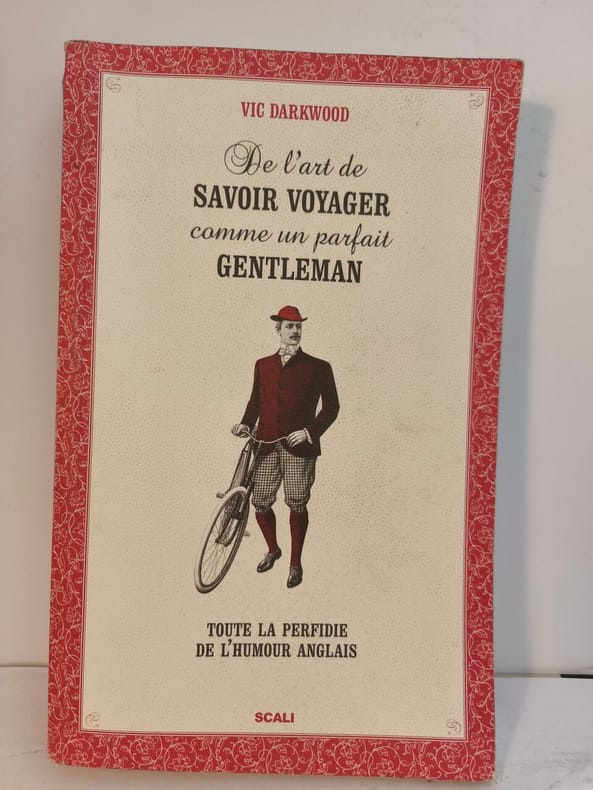 VIC DARKWOOD
De l'art de
SAVOIR VOYAGER
comme un parfait
GENTLEMAN
TOUTE LA PERFIDIE
DE L'HUMOUR ANGLAIS
SCALI